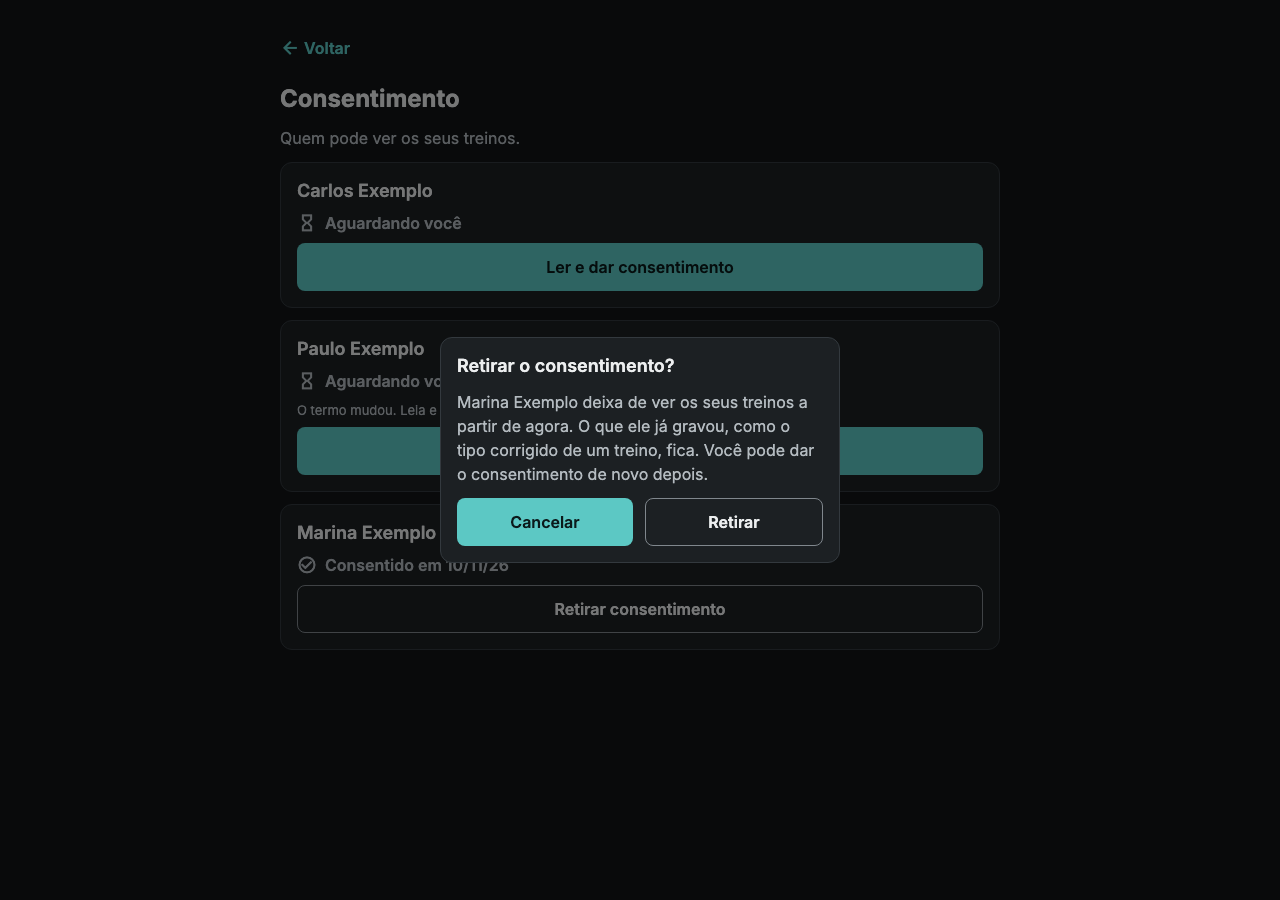 Voltar
Consentimento
Quem pode ver os seus treinos.
Carlos Exemplo
Aguardando você
Ler e dar consentimento
Paulo Exemplo
Aguardando
O termo mudou. Leia e
Retirar o consentimento?
Marina Exemplo deixa de ver os seus treinos a
partir de agora. O que ele já gravou, como o
tipo corrigido de um treino, fica. Você pode dar
o consentimento de novo depois.
Cancelar
Retirar
Marina Exemplo
Consentido em 10/11/26
Retirar consentimento